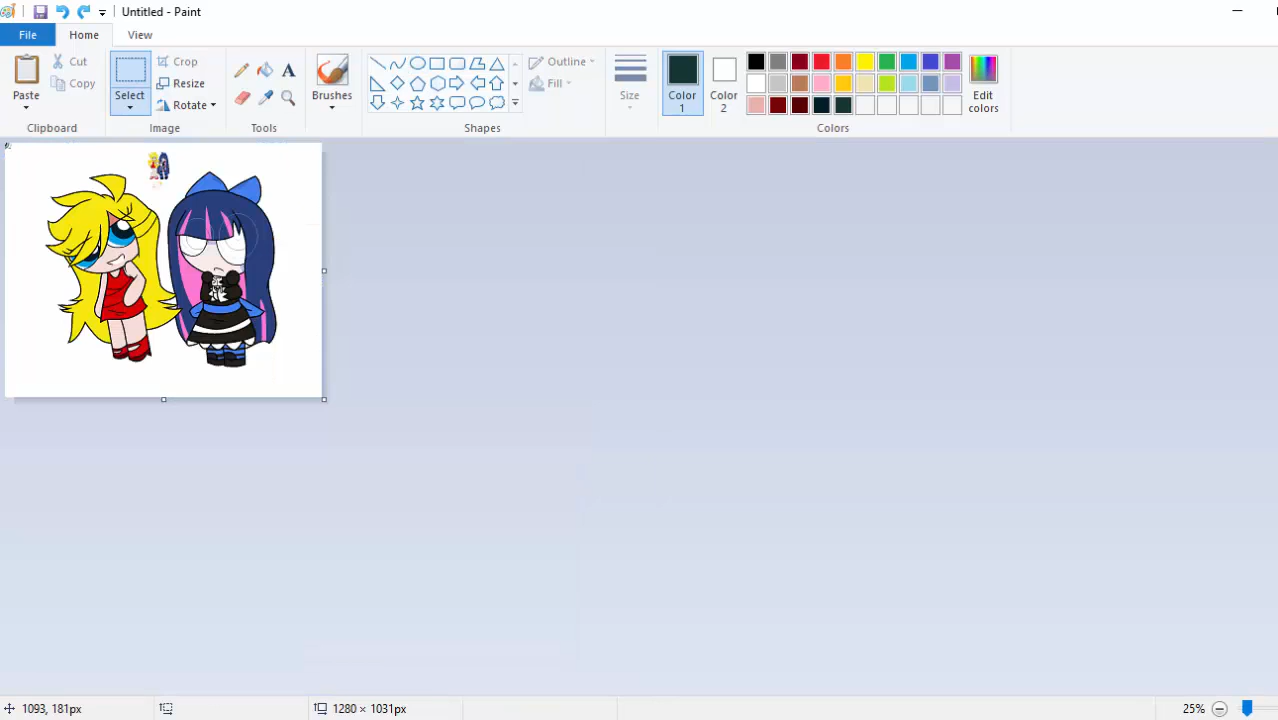 Untitled - Paint
File Home View
Paste
Clipboard
Cut
Copy
Select
Crop
Resize
Rotate
Image
A
Tools
Brushes
Outline
Fill
Shapes
Size
Color 1
Color 2
Edit colors
Colors
1093, 181px
1280 × 1031px
25%